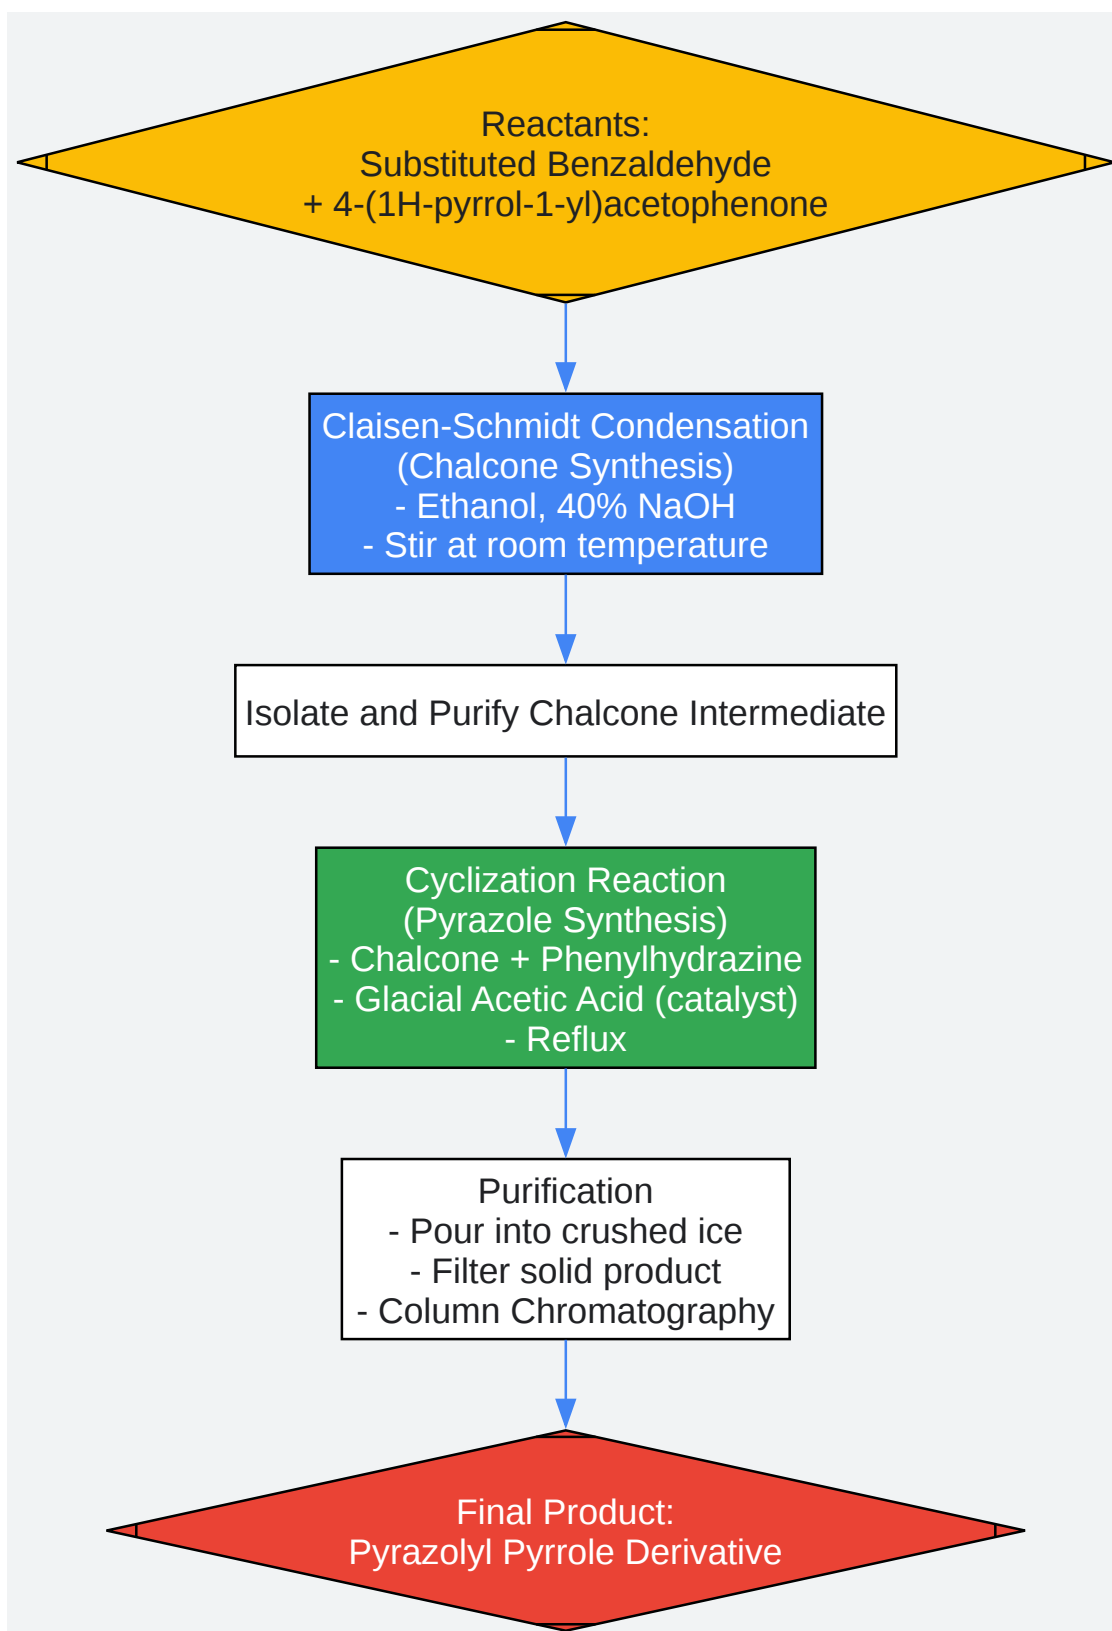 Reactants:
Substituted Benzaldehyde
+ 4-(1H-pyrrol-1-yl)acetophenone
Claisen-Schmidt Condensation
(Chalcone Synthesis)
- Ethanol, 40% NaOH
- Stir at room temperature
Isolate and Purify Chalcone Intermediate
Cyclization Reaction
(Pyrazole Synthesis)
- Chalcone + Phenylhydrazine
- Glacial Acetic Acid (catalyst)
- Reflux
Purification
- Pour into crushed ice
- Filter solid product
- Column Chromatography
Final Product:
Pyrazolyl Pyrrole Derivative